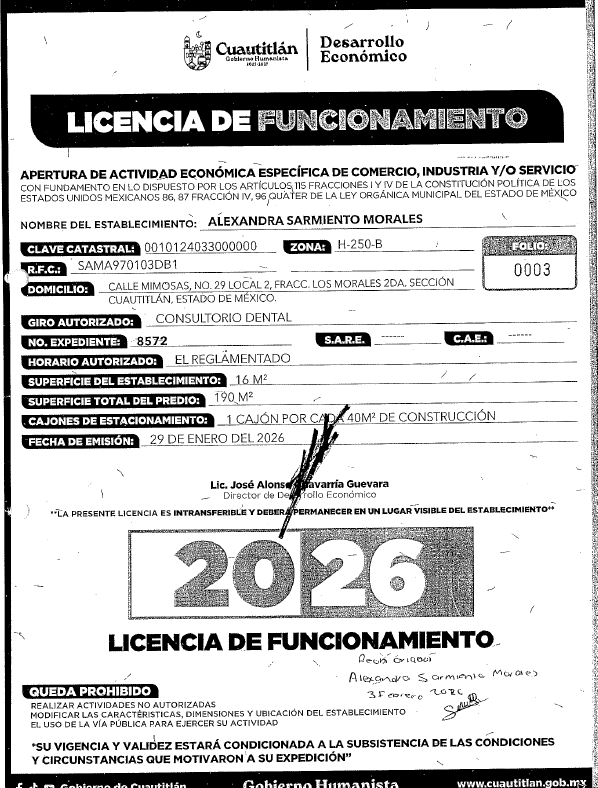 Cuautitlán
Gobierno Humanista
2025-2027
Desarrollo
Económico
LICENCIA DE FUNCIONAMIENTO
APERTURA DE ACTIVIDAD ECONÓMICA ESPECÍFICA DE COMERCIO, INDUSTRIA Y/O SERVICIO
CON FUNDAMENTO EN LO DISPUESTO POR LOS ARTÍCULOS 115 FRACCIONES I Y IV DE LA CONSTITUCIÓN POLÍTICA DE LOS
ESTADOS UNIDOS MEXICANOS 86, 87 FRACCIÓN IV, 96 QUATER DE LA LEY ORGÁNICA MUNICIPAL DEL ESTADO DE MÉXICO
NOMBRE DEL ESTABLECIMIENTO: ALEXANDRA SARMIENTO MORALES
CLAVE CATASTRAL: 0010124033000000 ZONA: H-250-B
FOLIO:
0003
R.F.C.: SAMA970103DB1
DOMICILIO: CALLE MIMOSAS, NO. 29 LOCAL 2, FRACC. LOS MORALES 2DA. SECCIÓN
CUAUTITLÁN, ESTADO DE MÉXICO.
GIRO AUTORIZADO: CONSULTORIO DENTAL
NO. EXPEDIENTE: 8572 S.A.R.E. ------ C.A.E.: ------
HORARIO AUTORIZADO: EL REGLAMENTADO
SUPERFICIE DEL ESTABLECIMIENTO: 16 M²
SUPERFICIE TOTAL DEL PREDIO: 190 M²
CAJONES DE ESTACIONAMIENTO: 1 CAJÓN POR CADA 40M² DE CONSTRUCCIÓN
FECHA DE EMISIÓN: 29 DE ENERO DEL 2026
Lic. José Alonso Chavarría Guevara
Director de Desarrollo Económico
"LA PRESENTE LICENCIA ES INTRANSFERIBLE Y DEBERÁ PERMANECER EN UN LUGAR VISIBLE DEL ESTABLECIMIENTO"
2026
LICENCIA DE FUNCIONAMIENTO
Recibi Original
Alexandra Sarmiento Morales
3 Febrero 2026
QUEDA PROHIBIDO
REALIZAR ACTIVIDADES NO AUTORIZADAS
MODIFICAR LAS CARACTERÍSTICAS, DIMENSIONES Y UBICACIÓN DEL ESTABLECIMIENTO
EL USO DE LA VÍA PÚBLICA PARA EJERCER SU ACTIVIDAD
"SU VIGENCIA Y VALIDEZ ESTARÁ CONDICIONADA A LA SUBSISTENCIA DE LAS CONDICIONES
Y CIRCUNSTANCIAS QUE MOTIVARON A SU EXPEDICIÓN"
Gobierno de Cuautitlán Gobierno Humanista www.cuautitlan.gob.mx